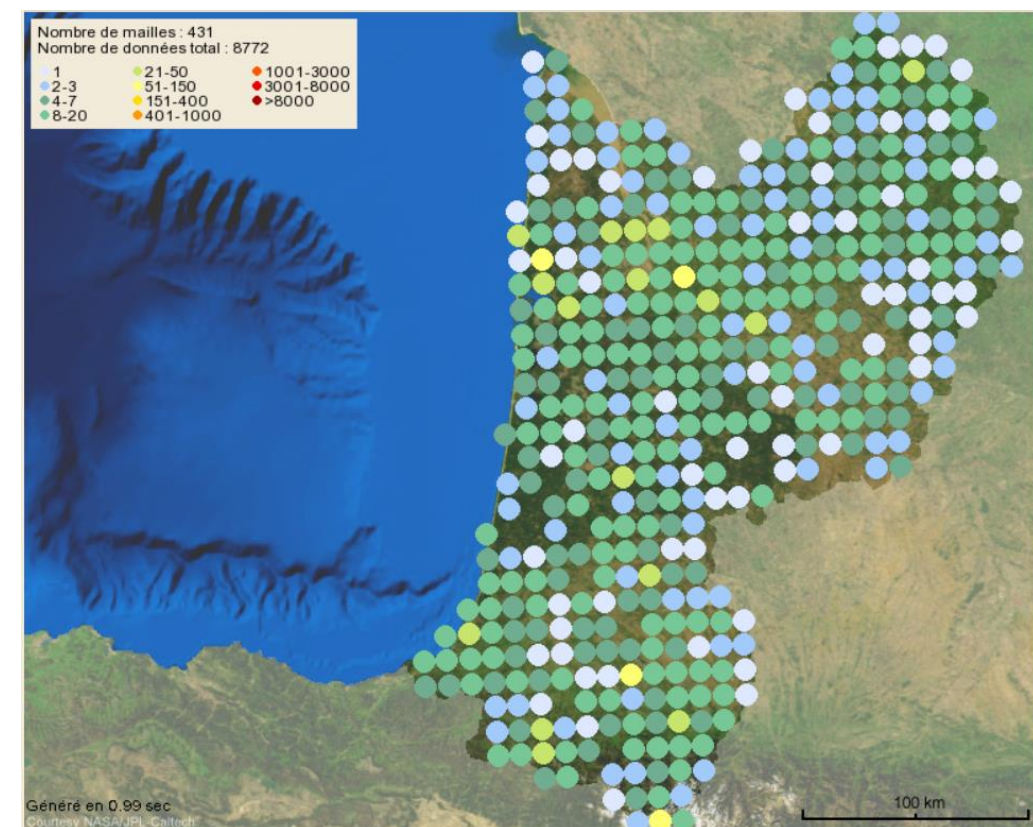 Nombre de mailles : 431
Nombre de données total : 8772
1 21-50 1001-3000
2-3 51-150 3001-8000
4-7 151-400 >8000
8-20 401-1000
Généré en 0.99 sec
Courtesy NASA/JPL-Caltech
100 km